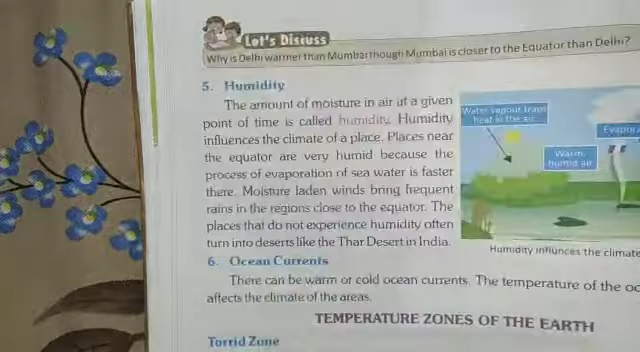 Let's Discuss
Why is Delhi warmer than Mumbai though Mumbai is closer to the Equator than Delhi?
5. Humidity
The amount of moisture in air at a given
point of time is called humidity. Humidity
influences the climate of a place. Places near
the equator are very humid because the
process of evaporation of sea water is faster
there. Moisture laden winds bring frequent
rains in the regions close to the equator. The
places that do not experience humidity often
turn into deserts like the Thar Desert in India.
Water vapour traps
heat in the air
Warm,
humid air
Humidity influnces the climate
6. Ocean Currents
There can be warm or cold ocean currents. The temperature of the oc
affects the climate of the areas.
TEMPERATURE ZONES OF THE EARTH
Torrid Zone